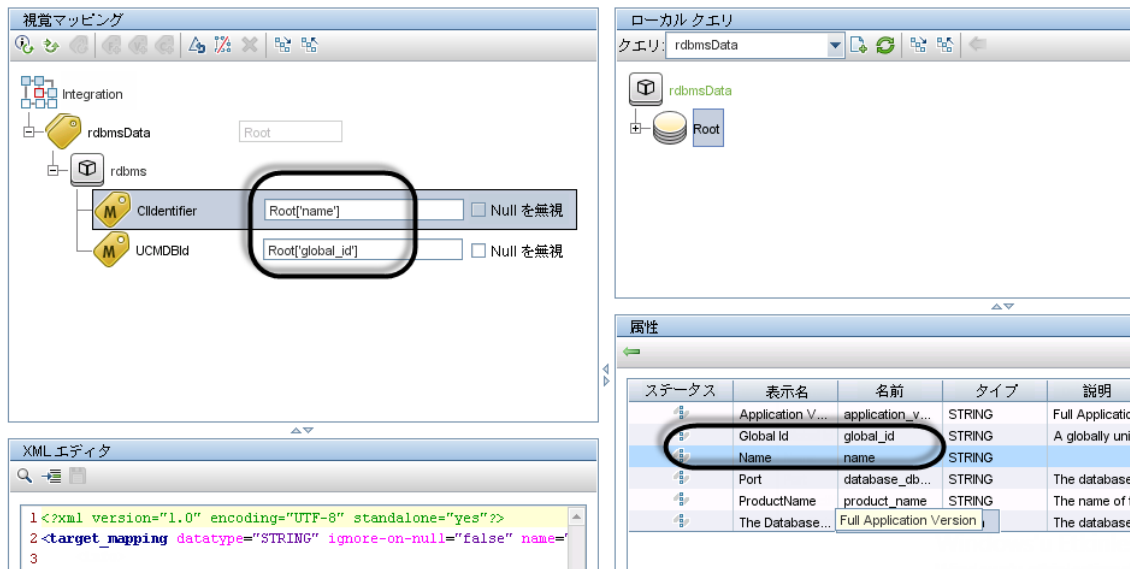 視覚マッピング
Integration
rdbmsData
Root
rdbms
CIIdentifier
Root['name']
Null を無視
UCMDBId
Root['global_id']
Null を無視
XML エディタ
1 <?xml version="1.0" encoding="UTF-8" standalone="yes"?>
2 <target_mapping datatype="STRING" ignore-on-null="false" name="
3
ローカル クエリ
クエリ: rdbmsData
rdbmsData
Root
属性
ステータス 表示名 名前 タイプ 説明
Application V... application_v... STRING Full Applicatio
Global Id global_id STRING A globally uni
Name name STRING
Port database_db... STRING The database
ProductName product_name STRING The name of
The Database... The database
Full Application Version